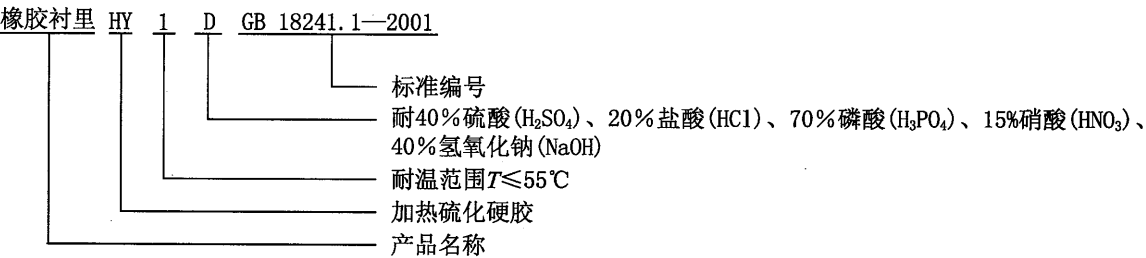 橡胶衬里 HY 1 D GB 18241.1—2001
标准编号
耐40%硫酸(H₂SO₄)、20%盐酸(HCl)、70%磷酸(H₃PO₄)、15%硝酸(HNO₃)、
40%氢氧化钠(NaOH)
耐温范围T≤55℃
加热硫化硬胶
产品名称